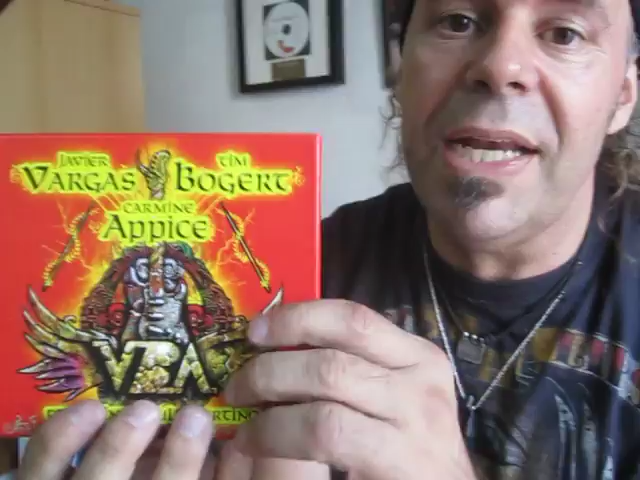 JAVIER TIM
VARGAS BOGERT
CARMINE
APPICE
VBA